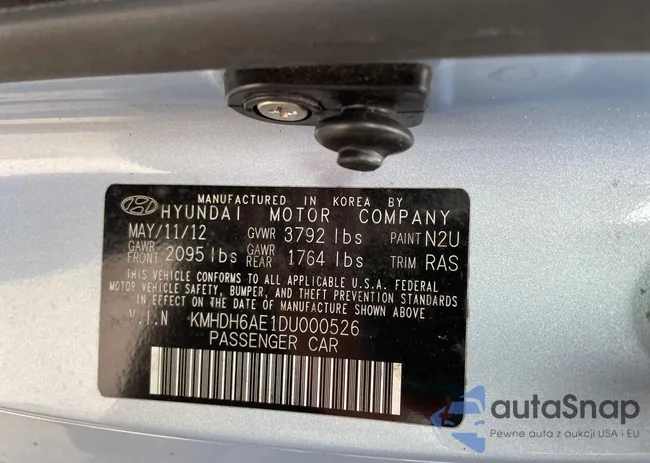 MANUFACTURED IN KOREA BY
HYUNDAI MOTOR COMPANY
MAY/11/12 GVWR 3792 lbs PAINT N2U
GAWR FRONT 2095 lbs GAWR REAR 1764 lbs TRIM RAS
THIS VEHICLE CONFORMS TO ALL APPLICABLE U.S.A. FEDERAL
MOTOR VEHICLE SAFETY, BUMPER, AND THEFT PREVENTION STANDARDS
IN EFFECT ON THE DATE OF MANUFACTURE SHOWN ABOVE
V.I.N KMHDH6AE1DU000526
PASSENGER CAR
autaSnap
Pewne auta z aukcji USA i EU